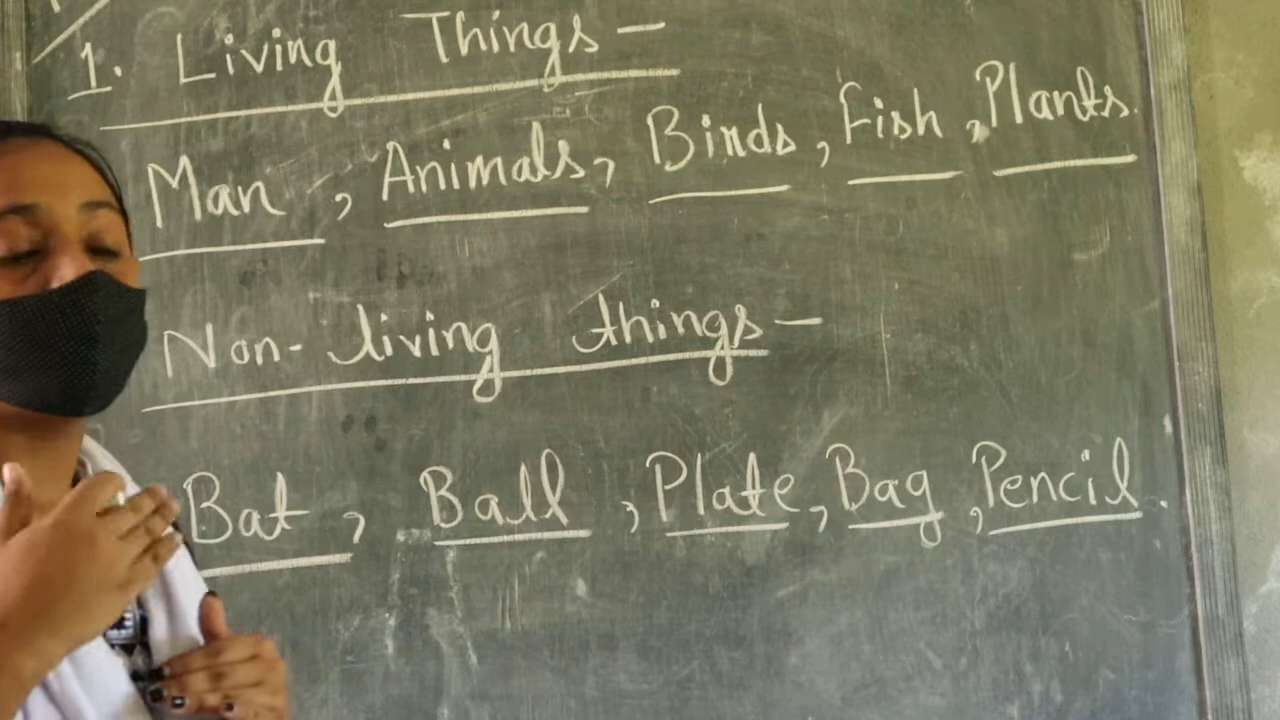 1. Living Things –
Man, Animals, Birds, Fish, Plants.
Non-living things –
Bat, Ball, Plate, Bag, Pencil.